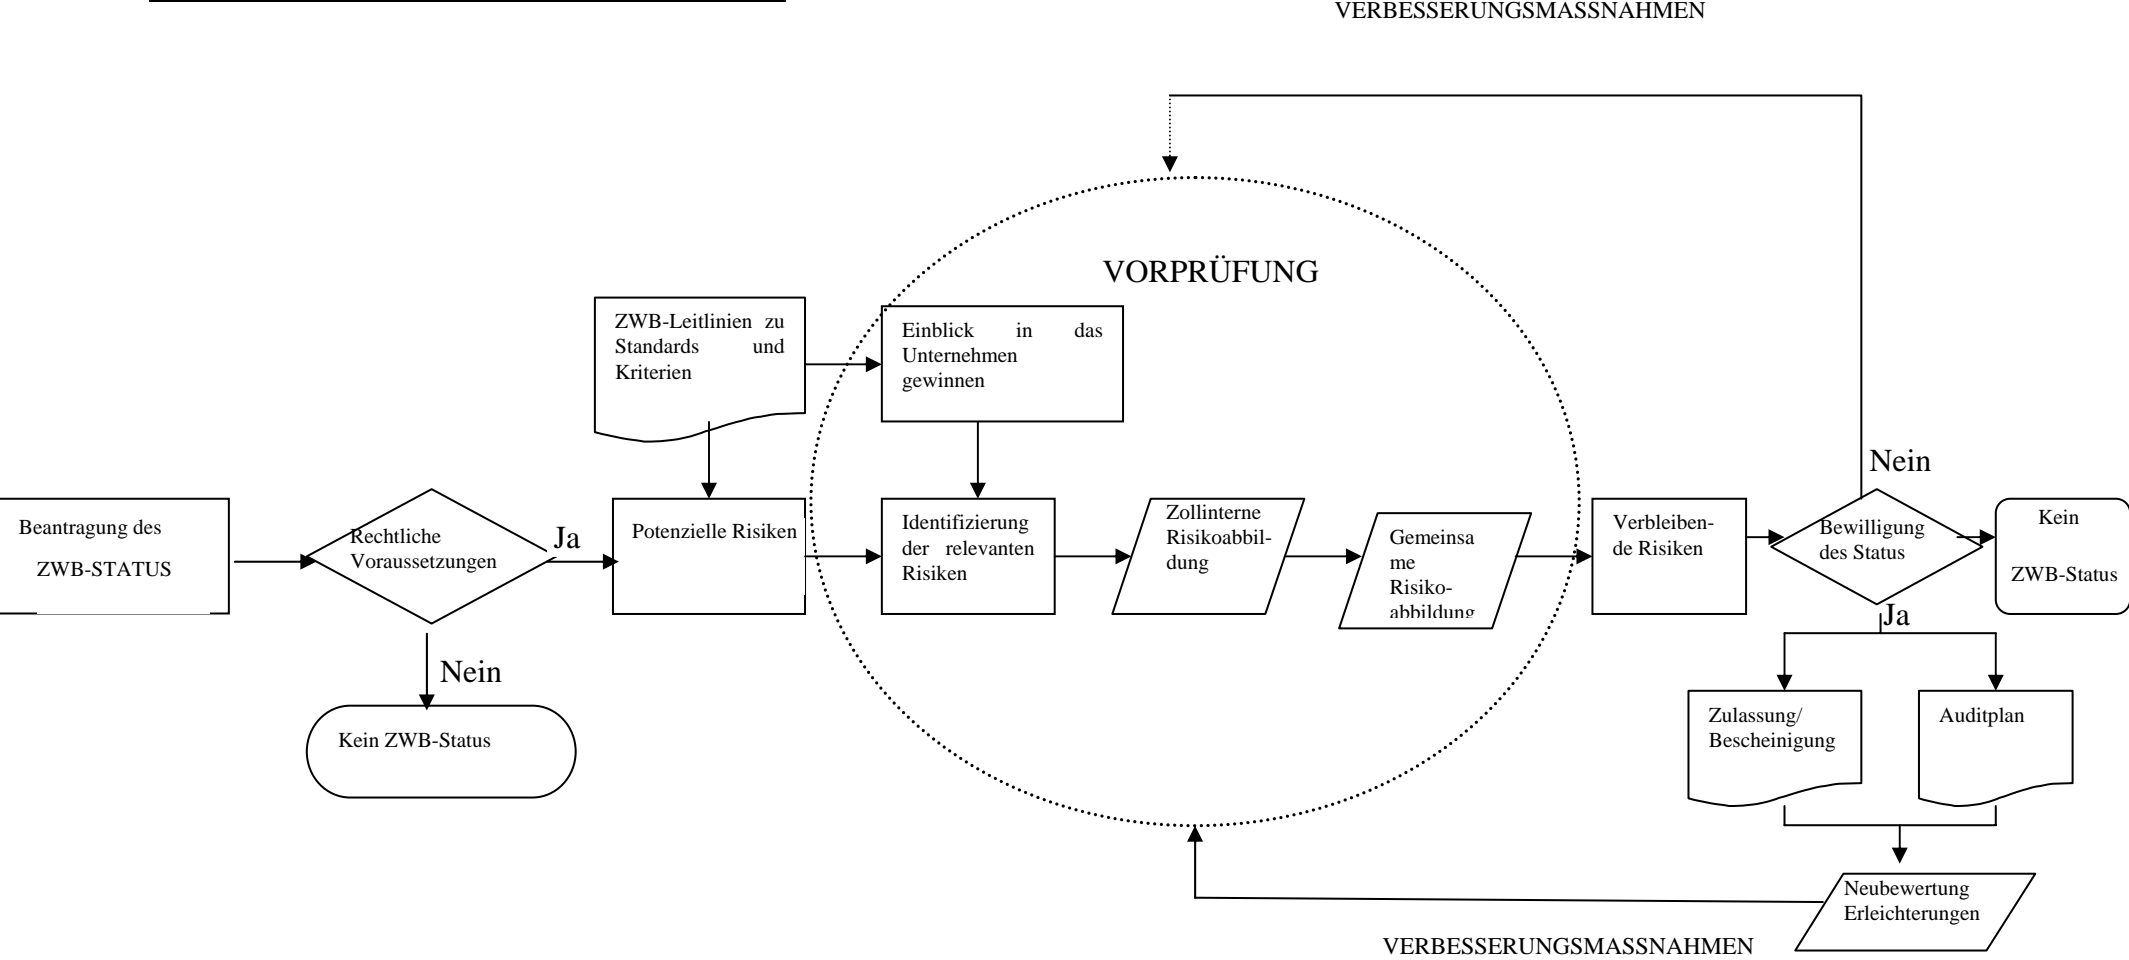 VERBESSERUNGSMASSNAHMEN
VORPRÜFUNG
ZWB-Leitlinien zu
Standards und
Kriterien
Einblick in das
Unternehmen
gewinnen
Beantragung des
ZWB-STATUS
Rechtliche
Voraussetzungen
Ja
Nein
Kein ZWB-Status
Potenzielle Risiken
Identifizierung
der relevanten
Risiken
Zollinterne
Risikoabbil-
dung
Gemeinsa
me
Risiko-
abbildung
Verbleiben-
de Risiken
Nein
Bewilligung
des Status
Kein
ZWB-Status
Ja
Zulassung/
Bescheinigung
Auditplan
Neubewertung
Erleichterungen
VERBESSERUNGSMASSNAHMEN